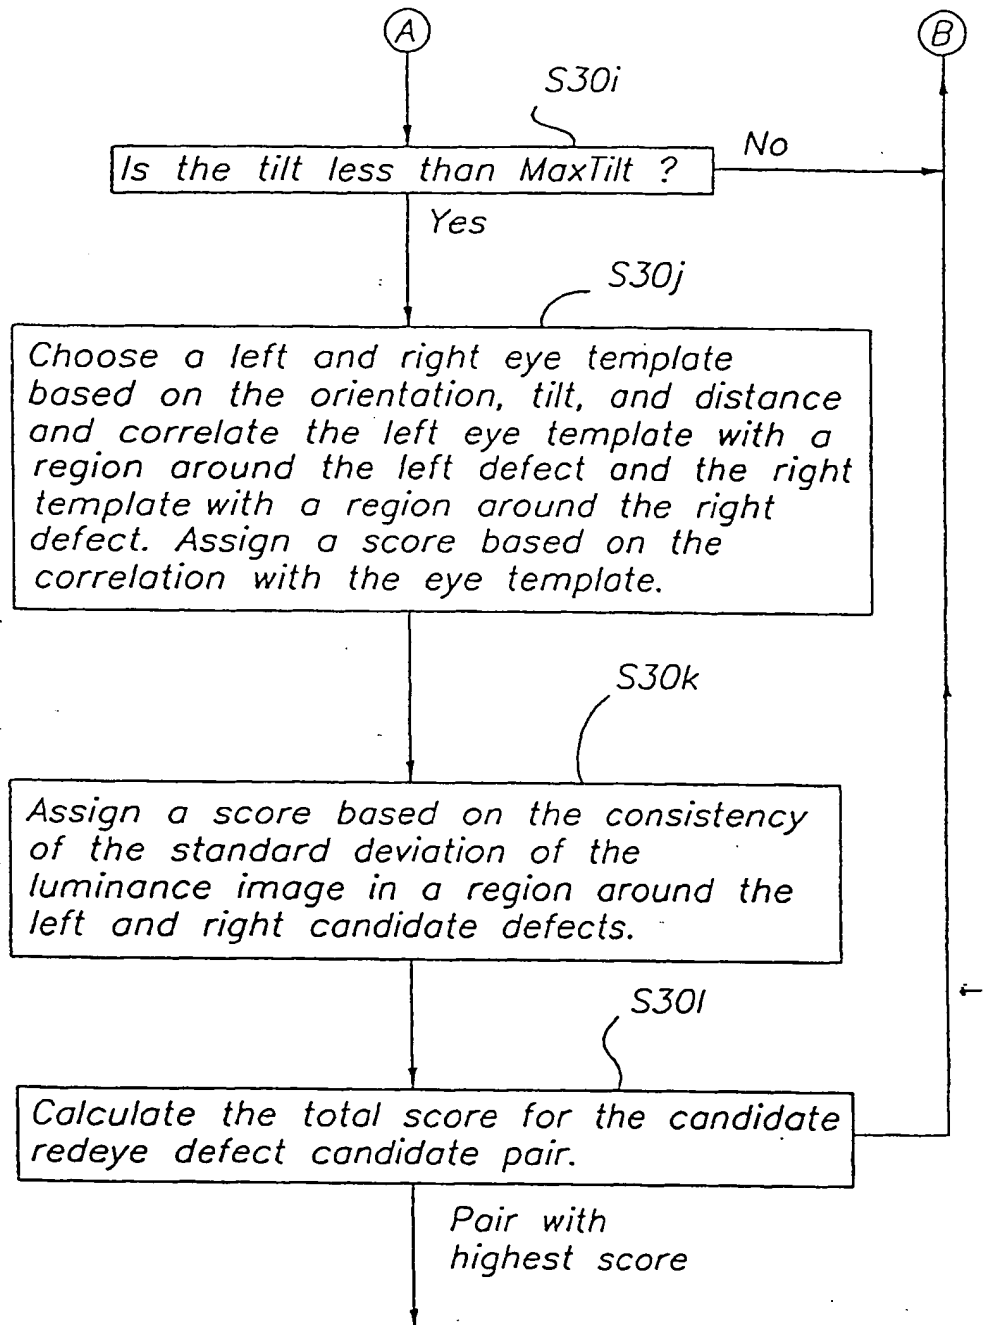 A
B
S30i
Is the tilt less than MaxTilt ?
No
Yes
S30j
Choose a left and right eye template
based on the orientation, tilt, and distance
and correlate the left eye template with a
region around the left defect and the right
template with a region around the right
defect. Assign a score based on the
correlation with the eye template.
S30k
Assign a score based on the consistency
of the standard deviation of the
luminance image in a region around the
left and right candidate defects.
S30l
Calculate the total score for the candidate
redeye defect candidate pair.
Pair with
highest score